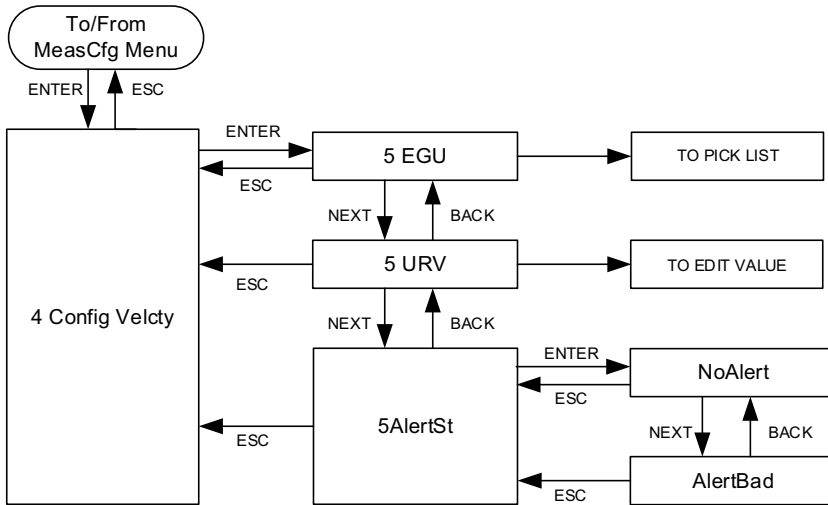 To/From
MeasCfg Menu
ENTER
ESC
4 Config Velcty
ENTER
ESC
5 EGU
TO PICK LIST
NEXT
BACK
ESC
5 URV
TO EDIT VALUE
NEXT
BACK
ESC
5AlertSt
ENTER
ESC
NoAlert
NEXT
BACK
ESC
AlertBad